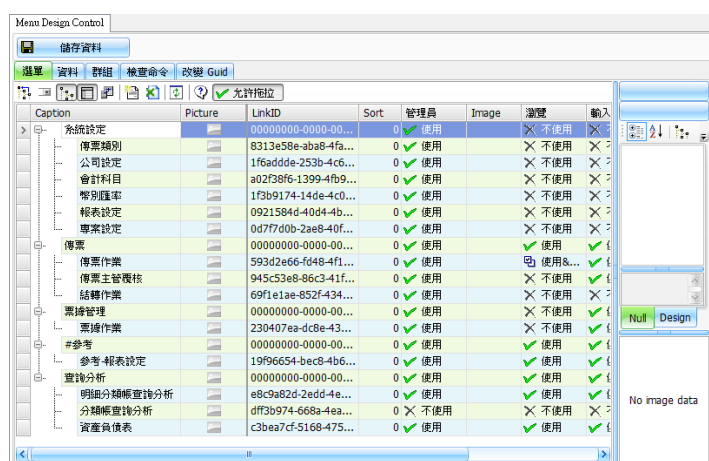 Menu Design Control
儲存資料
選單 資料 群組 檢查命令 改變 Guid
允許拖拉
Caption Picture LinkID Sort 管理員 Image 瀏覽 輸入
系統設定 00000000-0000-00... 0 使用 不使用
傳票類別 8313e58e-aba8-4fa... 0 使用 不使用
公司設定 1f6addde-253b-4c6... 0 使用 不使用
會計科目 a02f38f6-1399-4fb9... 0 使用 不使用
幣別匯率 1f3b9174-14de-4c0... 0 使用 不使用
報表設定 0921584d-40d4-4b... 0 使用 不使用
專案設定 0d7f7d0b-2ae8-40f... 0 使用 不使用
傳票 00000000-0000-00... 0 使用 使用
傳票作業 593d2e66-fd48-4f1... 0 使用 使用&...
傳票主管覆核 945c53e8-86c3-41f... 0 使用 不使用
結轉作業 69f1e1ae-852f-434... 0 使用 不使用
票據管理 00000000-0000-00... 0 使用 不使用
票據作業 230407ea-dc8e-43... 0 使用 不使用
#參考 00000000-0000-00... 0 使用 使用
參考-報表設定 19f96654-bec8-4b6... 0 使用 使用
查詢分析 00000000-0000-00... 0 使用 使用
明細分類帳查詢分析 e8c9a82d-2edd-4e... 0 使用 使用
分類帳查詢分析 dff3b974-668a-4ea... 0 不使用 不使用
資產負債表 c3bea7cf-5168-475... 0 使用 使用
Null Design
No image data